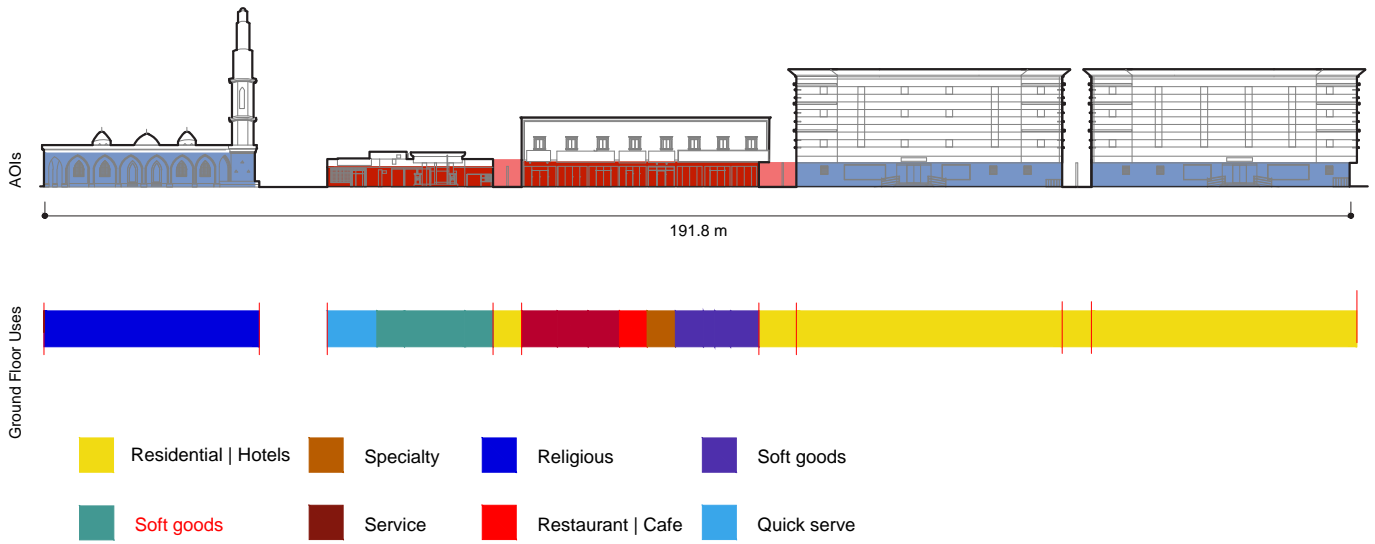 AOIs
191.8 m
Ground Floor Uses
Residential | Hotels
Specialty
Religious
Soft goods
Soft goods
Service
Restaurant | Cafe
Quick serve